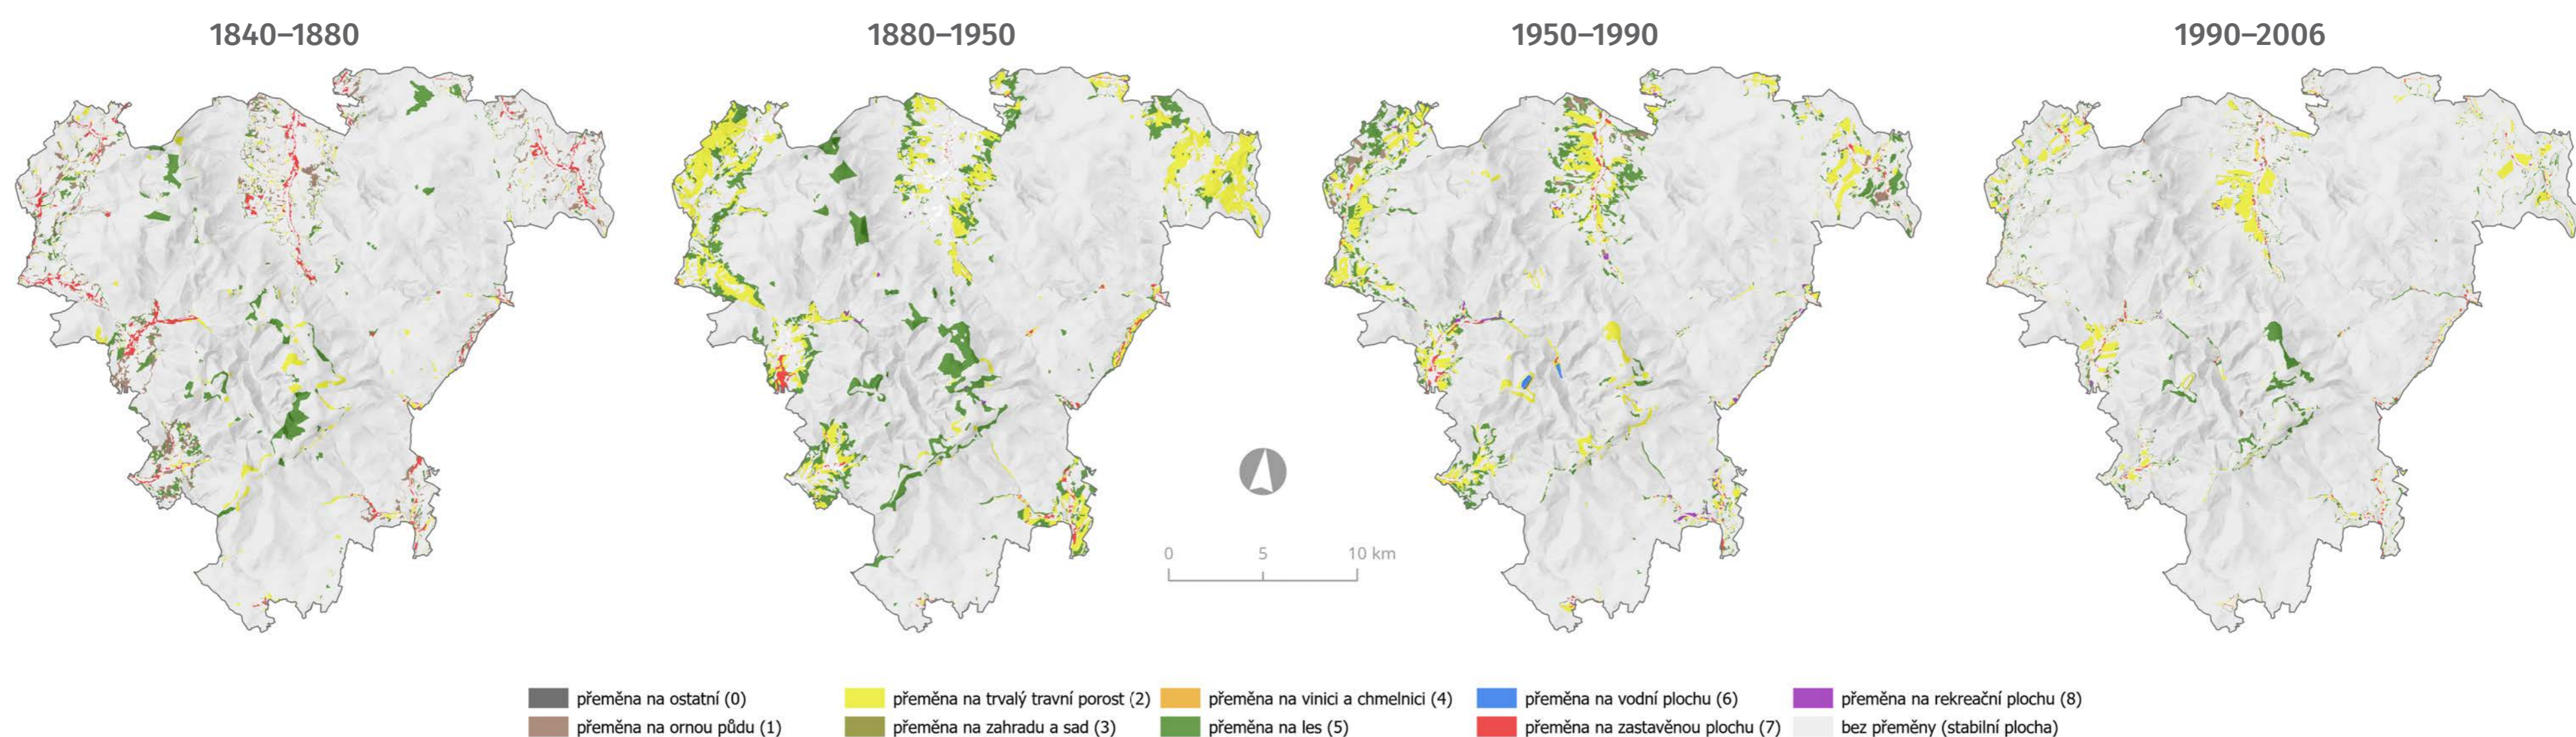 1840–1880
1880–1950
1950–1990
1990–2006
0 5 10 km
přeměna na ostatní (0)
přeměna na trvalý travní porost (2)
přeměna na vinici a chmelnici (4)
přeměna na vodní plochu (6)
přeměna na rekreační plochu (8)
přeměna na ornou půdu (1)
přeměna na zahradu a sad (3)
přeměna na les (5)
přeměna na zastavěnou plochu (7)
bez přeměny (stabilní plocha)